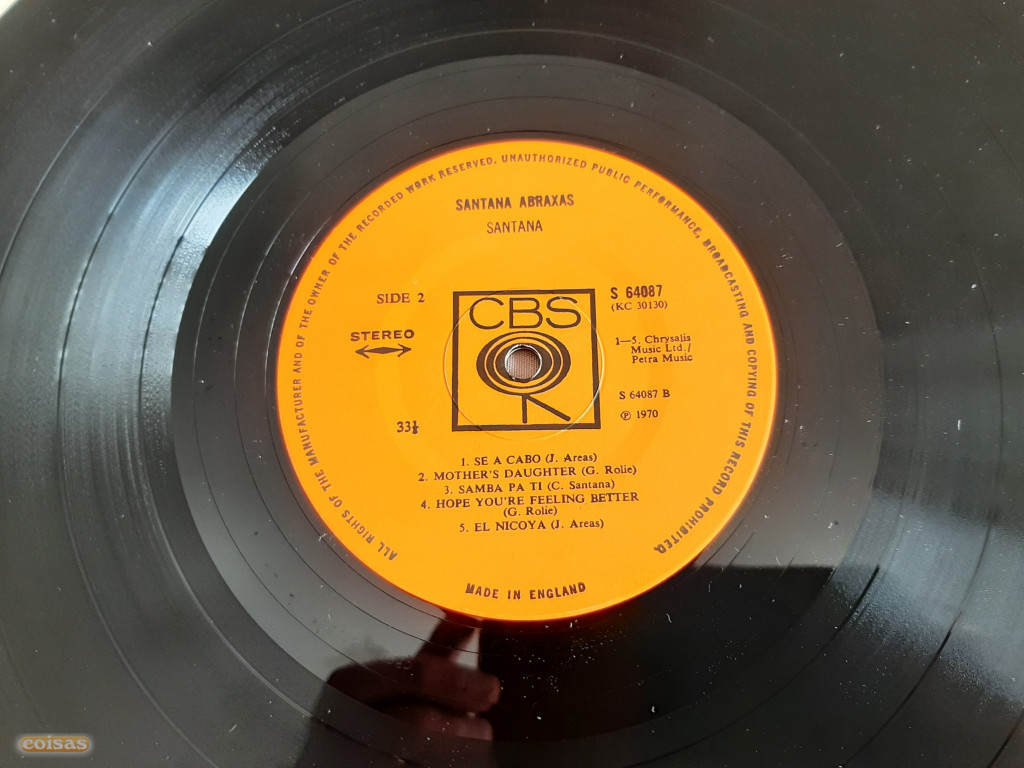 ALL RIGHTS OF THE MANUFACTURER AND OF THE OWNER OF THE RECORDED WORK RESERVED. UNAUTHORIZED PUBLIC PERFORMANCE, BROADCASTING AND COPYING OF THIS RECORD PROHIBITED.
SANTANA ABRAXAS
SANTANA
SIDE 2
CBS
S 64087
(KC 30130)
STEREO
1—5. Chrysalis
Music Ltd./
Petra Music
S 64087 B
℗ 1970
33⅓
1. SE A CABO (J. Areas)
2. MOTHER'S DAUGHTER (G. Rolie)
3. SAMBA PA TI (C. Santana)
4. HOPE YOU'RE FEELING BETTER
(G. Rolie)
5. EL NICOYA (J. Areas)
MADE IN ENGLAND
coisas